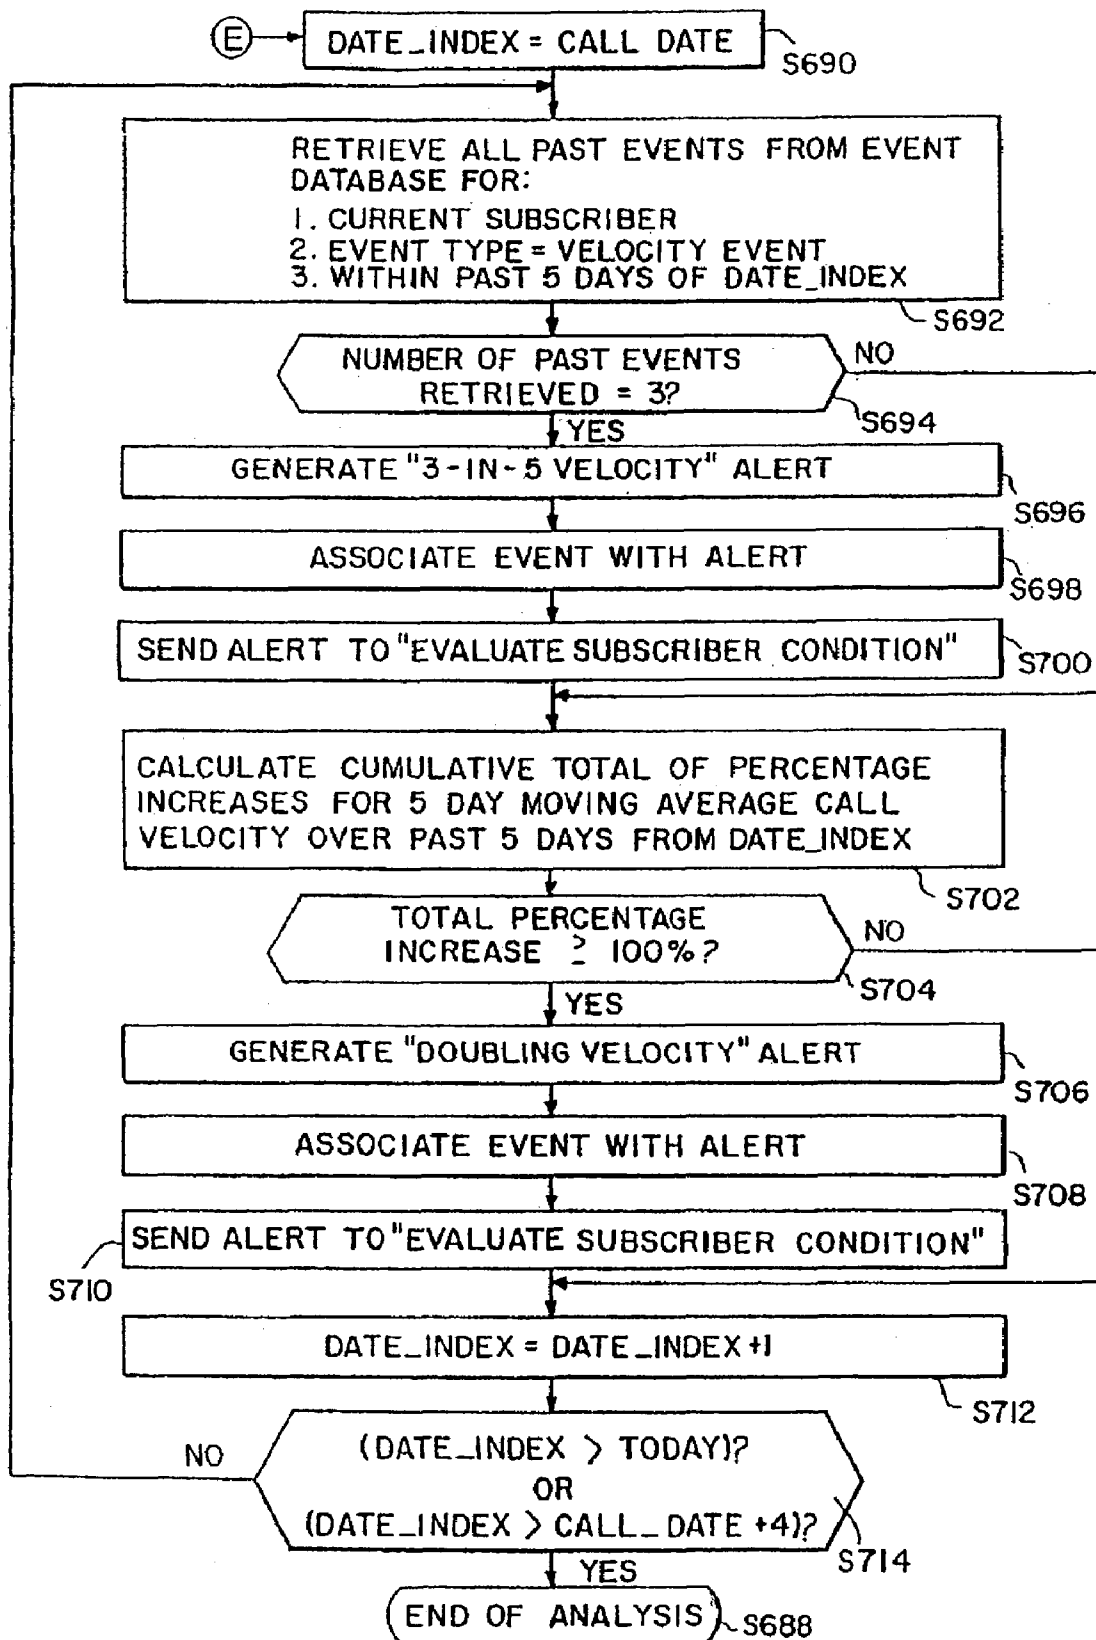 E
DATE_INDEX = CALL DATE
S690
RETRIEVE ALL PAST EVENTS FROM EVENT
DATABASE FOR:
1. CURRENT SUBSCRIBER
2. EVENT TYPE = VELOCITY EVENT
3. WITHIN PAST 5 DAYS OF DATE_INDEX
S692
NUMBER OF PAST EVENTS
RETRIEVED = 3?
NO
S694
YES
GENERATE "3-IN-5 VELOCITY" ALERT
S696
ASSOCIATE EVENT WITH ALERT
S698
SEND ALERT TO "EVALUATE SUBSCRIBER CONDITION"
S700
CALCULATE CUMULATIVE TOTAL OF PERCENTAGE
INCREASES FOR 5 DAY MOVING AVERAGE CALL
VELOCITY OVER PAST 5 DAYS FROM DATE_INDEX
S702
TOTAL PERCENTAGE
INCREASE ≥ 100%?
NO
S704
YES
GENERATE "DOUBLING VELOCITY" ALERT
S706
ASSOCIATE EVENT WITH ALERT
S708
SEND ALERT TO "EVALUATE SUBSCRIBER CONDITION"
S710
DATE_INDEX = DATE_INDEX +1
S712
(DATE_INDEX > TODAY)?
OR
(DATE_INDEX > CALL_DATE +4)?
NO
S714
YES
END OF ANALYSIS
S688